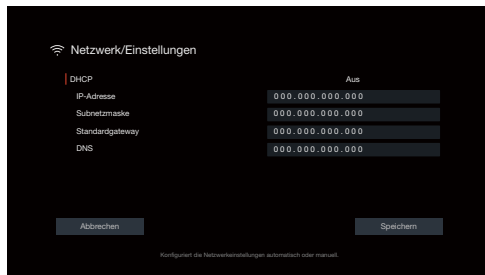 Netzwerk/Einstellungen
DHCP Aus
IP-Adresse 000.000.000.000
Subnetzmaske 000.000.000.000
Standardgateway 000.000.000.000
DNS 000.000.000.000
Abbrechen Speichern
Konfiguriert die Netzwerkeinstellungen automatisch oder manuell.